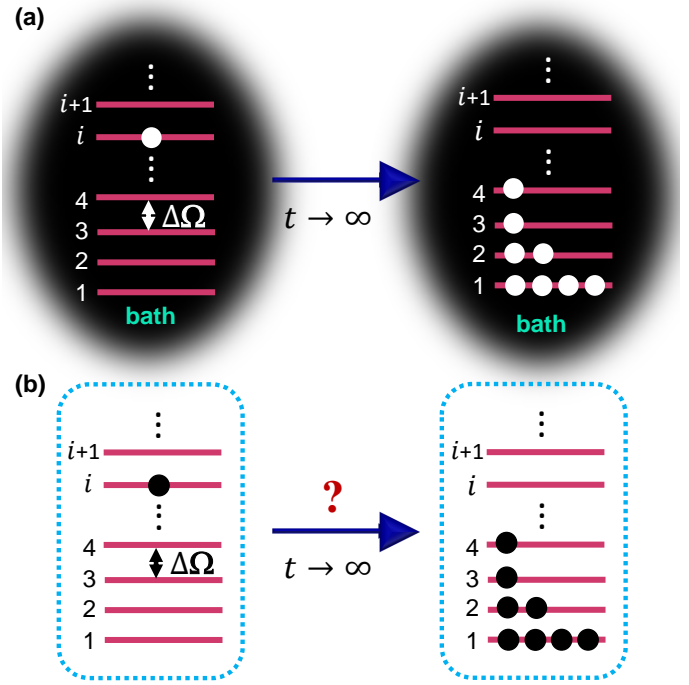 (a)
⋮
⋮
i+1
i+1
i
i
⋮
⋮
4
4
ΔΩ
3
3
2
2
1
1
t → ∞
bath
bath
(b)
⋮
⋮
i+1
i+1
i
i
?
⋮
⋮
4
4
ΔΩ
3
3
t → ∞
2
2
1
1